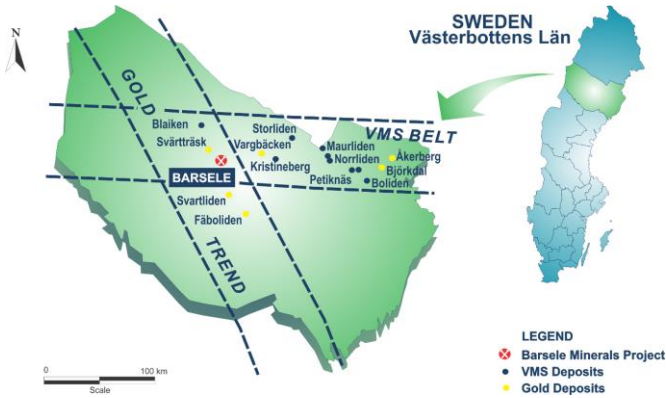 SWEDEN
Västerbottens Län
N
GOLD
TREND
VMS BELT
Blaiken
Storliden
Svärtträsk
Vargbäcken
Maurliden
Norrliden
Åkerberg
Kristineberg
Björkdal
BARSELE
Petiknäs
Boliden
Svartliden
Fäboliden
0
100 km
Scale
LEGEND
Barsele Minerals Project
VMS Deposits
Gold Deposits